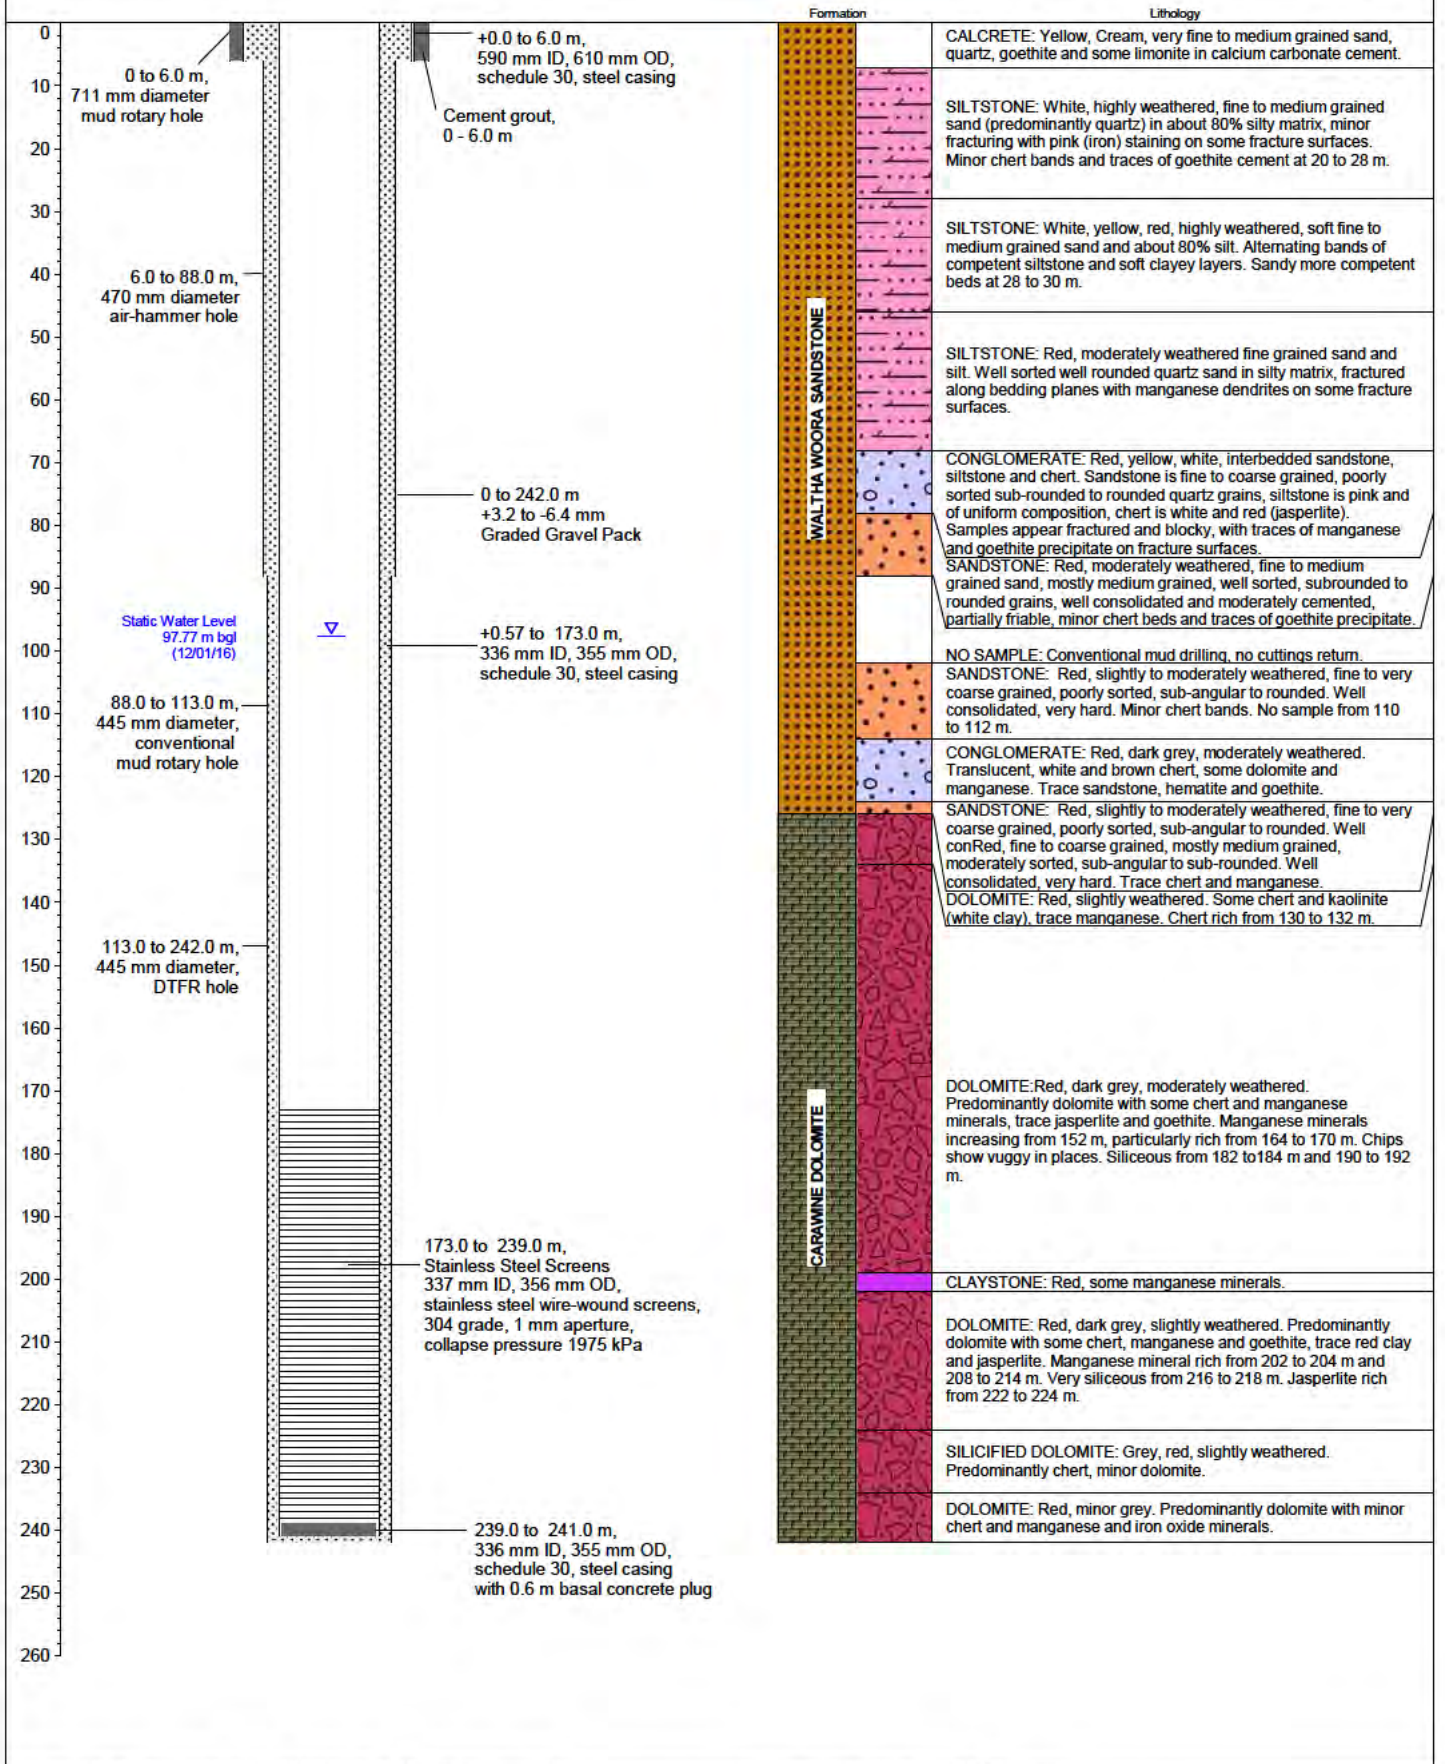 Formation
Lithology
0
10
20
30
40
50
60
70
80
90
100
110
120
130
140
150
160
170
180
190
200
210
220
230
240
250
260
0 to 6.0 m,
711 mm diameter
mud rotary hole
6.0 to 88.0 m,
470 mm diameter
air-hammer hole
Static Water Level
97.77 m bgl
(12/01/16)
88.0 to 113.0 m,
445 mm diameter,
conventional
mud rotary hole
113.0 to 242.0 m,
445 mm diameter,
DTFR hole
+0.0 to 6.0 m,
590 mm ID, 610 mm OD,
schedule 30, steel casing
Cement grout,
0 - 6.0 m
0 to 242.0 m
+3.2 to -6.4 mm
Graded Gravel Pack
+0.57 to 173.0 m,
336 mm ID, 355 mm OD,
schedule 30, steel casing
173.0 to 239.0 m,
Stainless Steel Screens
337 mm ID, 356 mm OD,
stainless steel wire-wound screens,
304 grade, 1 mm aperture,
collapse pressure 1975 kPa
239.0 to 241.0 m,
336 mm ID, 355 mm OD,
schedule 30, steel casing
with 0.6 m basal concrete plug
WALTHA WOORA SANDSTONE
CARAWINE DOLOMITE
CALCRETE: Yellow, Cream, very fine to medium grained sand,
quartz, goethite and some limonite in calcium carbonate cement.
SILTSTONE: White, highly weathered, fine to medium grained
sand (predominantly quartz) in about 80% silty matrix, minor
fracturing with pink (iron) staining on some fracture surfaces.
Minor chert bands and traces of goethite cement at 20 to 28 m.
SILTSTONE: White, yellow, red, highly weathered, soft fine to
medium grained sand and about 80% silt. Alternating bands of
competent siltstone and soft clayey layers. Sandy more competent
beds at 28 to 30 m.
SILTSTONE: Red, moderately weathered fine grained sand and
silt. Well sorted well rounded quartz sand in silty matrix, fractured
along bedding planes with manganese dendrites on some fracture
surfaces.
CONGLOMERATE: Red, yellow, white, interbedded sandstone,
siltstone and chert. Sandstone is fine to coarse grained, poorly
sorted sub-rounded to rounded quartz grains, siltstone is pink and
of uniform composition, chert is white and red (jasperlite).
Samples appear fractured and blocky, with traces of manganese
and goethite precipitate on fracture surfaces.
SANDSTONE: Red, moderately weathered, fine to medium
grained sand, mostly medium grained, well sorted, subrounded to
rounded grains, well consolidated and moderately cemented,
partially friable, minor chert beds and traces of goethite precipitate.
NO SAMPLE: Conventional mud drilling, no cuttings return.
SANDSTONE: Red, slightly to moderately weathered, fine to very
coarse grained, poorly sorted, sub-angular to rounded. Well
consolidated, very hard. Minor chert bands. No sample from 110
to 112 m.
CONGLOMERATE: Red, dark grey, moderately weathered.
Translucent, white and brown chert, some dolomite and
manganese. Trace sandstone, hematite and goethite.
SANDSTONE: Red, slightly to moderately weathered, fine to very
coarse grained, poorly sorted, sub-angular to rounded. Well
conRed, fine to coarse grained, mostly medium grained,
moderately sorted, sub-angular to sub-rounded. Well
consolidated, very hard. Trace chert and manganese.
DOLOMITE: Red, slightly weathered. Some chert and kaolinite
(white clay), trace manganese. Chert rich from 130 to 132 m.
DOLOMITE:Red, dark grey, moderately weathered.
Predominantly dolomite with some chert and manganese
minerals, trace jasperlite and goethite. Manganese minerals
increasing from 152 m, particularly rich from 164 to 170 m. Chips
show vuggy in places. Siliceous from 182 to184 m and 190 to 192
m.
CLAYSTONE: Red, some manganese minerals.
DOLOMITE: Red, dark grey, slightly weathered. Predominantly
dolomite with some chert, manganese and goethite, trace red clay
and jasperlite. Manganese mineral rich from 202 to 204 m and
208 to 214 m. Very siliceous from 216 to 218 m. Jasperlite rich
from 222 to 224 m.
SILICIFIED DOLOMITE: Grey, red, slightly weathered.
Predominantly chert, minor dolomite.
DOLOMITE: Red, minor grey. Predominantly dolomite with minor
chert and manganese and iron oxide minerals.